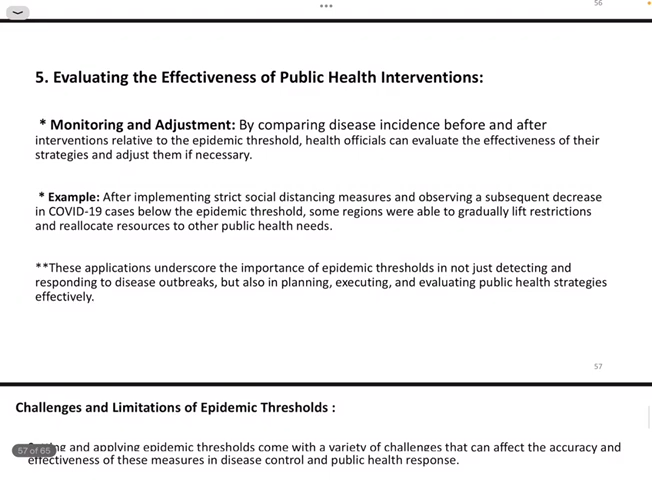 56
5. Evaluating the Effectiveness of Public Health Interventions:
* Monitoring and Adjustment: By comparing disease incidence before and after
interventions relative to the epidemic threshold, health officials can evaluate the effectiveness of their
strategies and adjust them if necessary.
* Example: After implementing strict social distancing measures and observing a subsequent decrease
in COVID-19 cases below the epidemic threshold, some regions were able to gradually lift restrictions
and reallocate resources to other public health needs.
**These applications underscore the importance of epidemic thresholds in not just detecting and
responding to disease outbreaks, but also in planning, executing, and evaluating public health strategies
effectively.
57
Challenges and Limitations of Epidemic Thresholds :
57 of 65
and applying epidemic thresholds come with a variety of challenges that can affect the accuracy and
effectiveness of these measures in disease control and public health response.